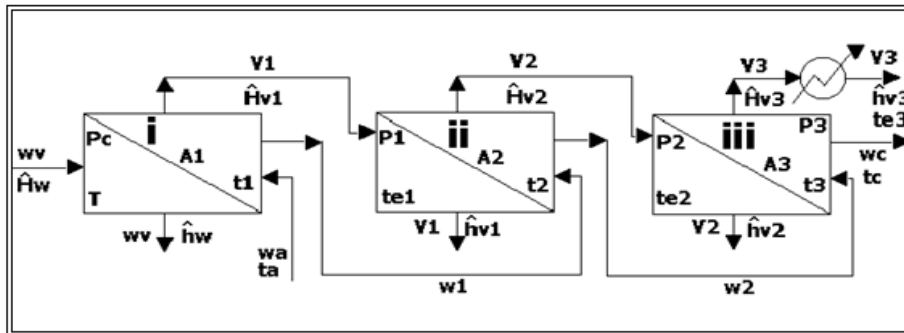 V1
V2
V3
V3
Ĥv1
Ĥv2
Ĥv3
ĥv3
te3
i
ii
iii
Pc
A1
P1
A2
P2
A3
P3
wv
Ĥw
T
t1
te1
t2
te2
t3
wc
tc
wv
ĥw
wa
ta
V1
ĥv1
V2
ĥv2
w1
w2